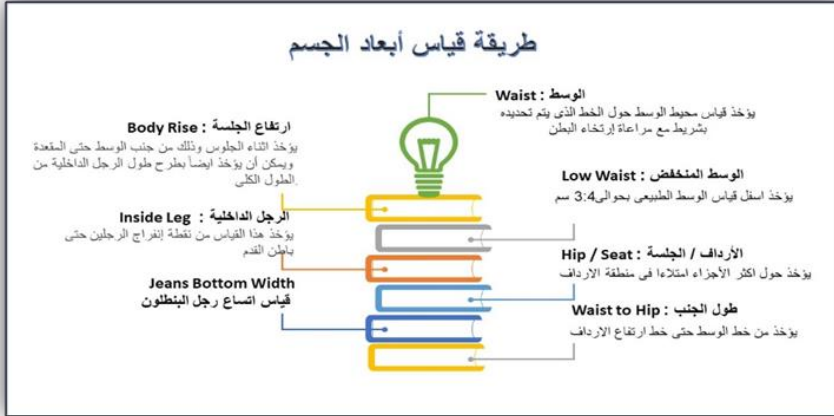 طريقة قياس أبعاد الجسم
الوسط : Waist
يؤخذ قياس محيط الوسط حول الخط الذى يتم تحديده
بشريط مع مراعاة إرتخاء البطن
ارتفاع الجلسة : Body Rise
يؤخذ اثناء الجلوس وذلك من جنب الوسط حتى المقعدة
ويمكن أن يؤخذ ايضاً بطرح طول الرجل الداخلية من
الطول الكلى.
الوسط المنخفض : Low Waist
يؤخذ اسفل قياس الوسط الطبيعى بحوالى3:4 سم
الرجل الداخلية : Inside Leg
يؤخذ هذا القياس من نقطة إنفراج الرجلين حتى
باطن القدم
الأرداف / الجلسة : Hip / Seat
يؤخذ حول اكثر الأجزاء امتلاءا فى منطقة الارداف
Jeans Bottom Width
قياس اتساع رجل البنطلون
طول الجنب : Waist to Hip
يؤخذ من خط الوسط حتى خط ارتفاع الارداف